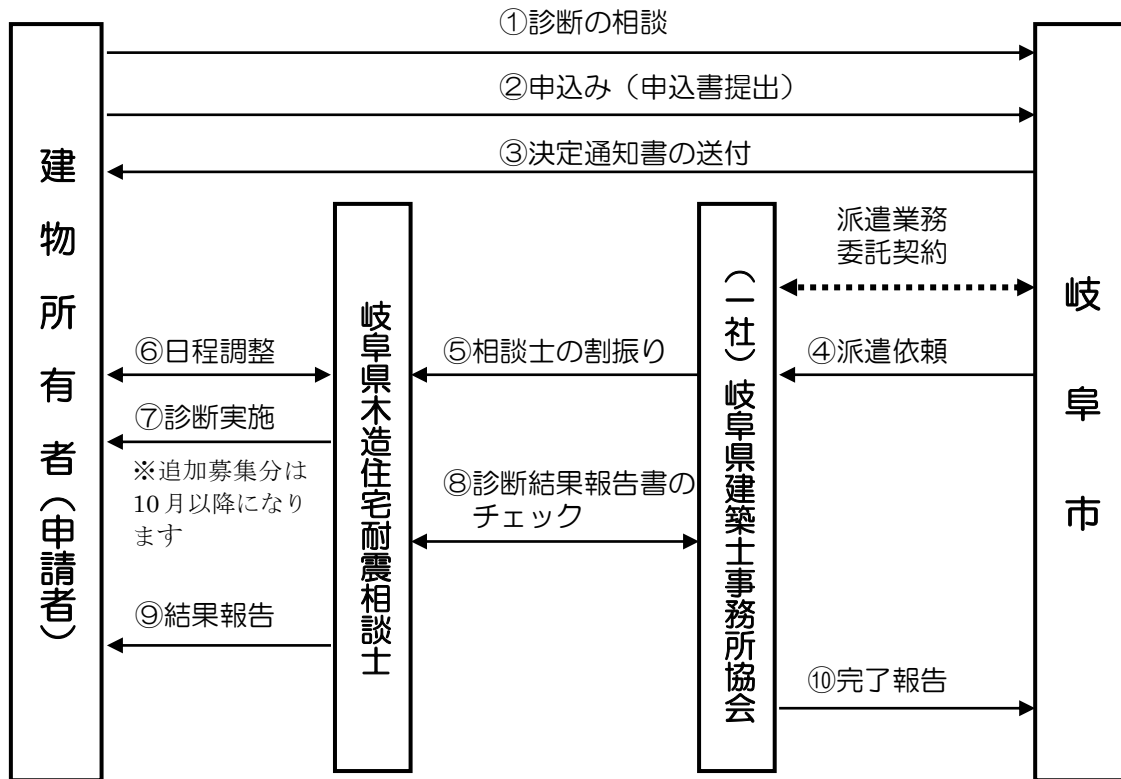 ①診断の相談
②申込み（申込書提出）
③決定通知書の送付
建物所有者（申請者）
岐阜県木造住宅耐震相談士
（一社）岐阜県建築士事務所協会
岐阜市
派遣業務
委託契約
④派遣依頼
⑤相談士の割振り
⑥日程調整
⑦診断実施
※追加募集分は
10月以降になり
ます
⑧診断結果報告書の
チェック
⑨結果報告
⑩完了報告